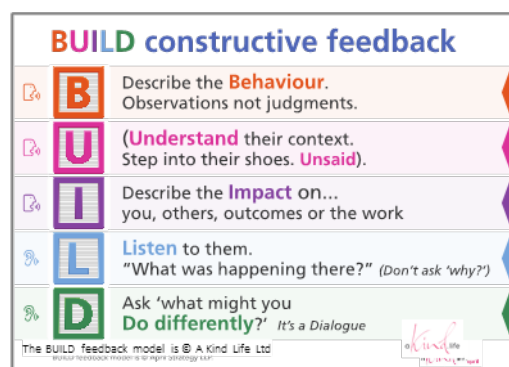 BUILD constructive feedback
B
Describe the Behaviour.
Observations not judgments.
U
(Understand their context.
Step into their shoes. Unsaid).
I
Describe the Impact on...
you, others, outcomes or the work
L
Listen to them.
“What was happening there?” (Don’t ask ‘why?’)
D
Ask ‘what might you
Do differently?’ It’s a Dialogue
a Kind life
The BUILD feedback model is © A Kind Life Ltd